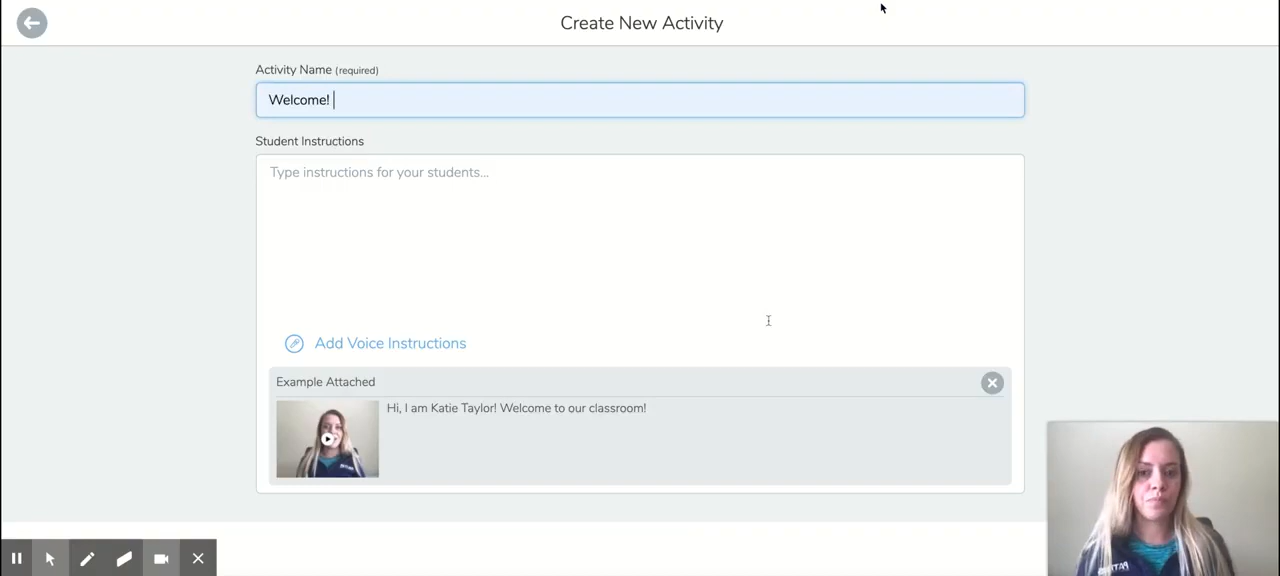 Create New Activity
Activity Name (required)
Welcome!
Student Instructions
Type instructions for your students...
Add Voice Instructions
Example Attached
Hi, I am Katie Taylor! Welcome to our classroom!